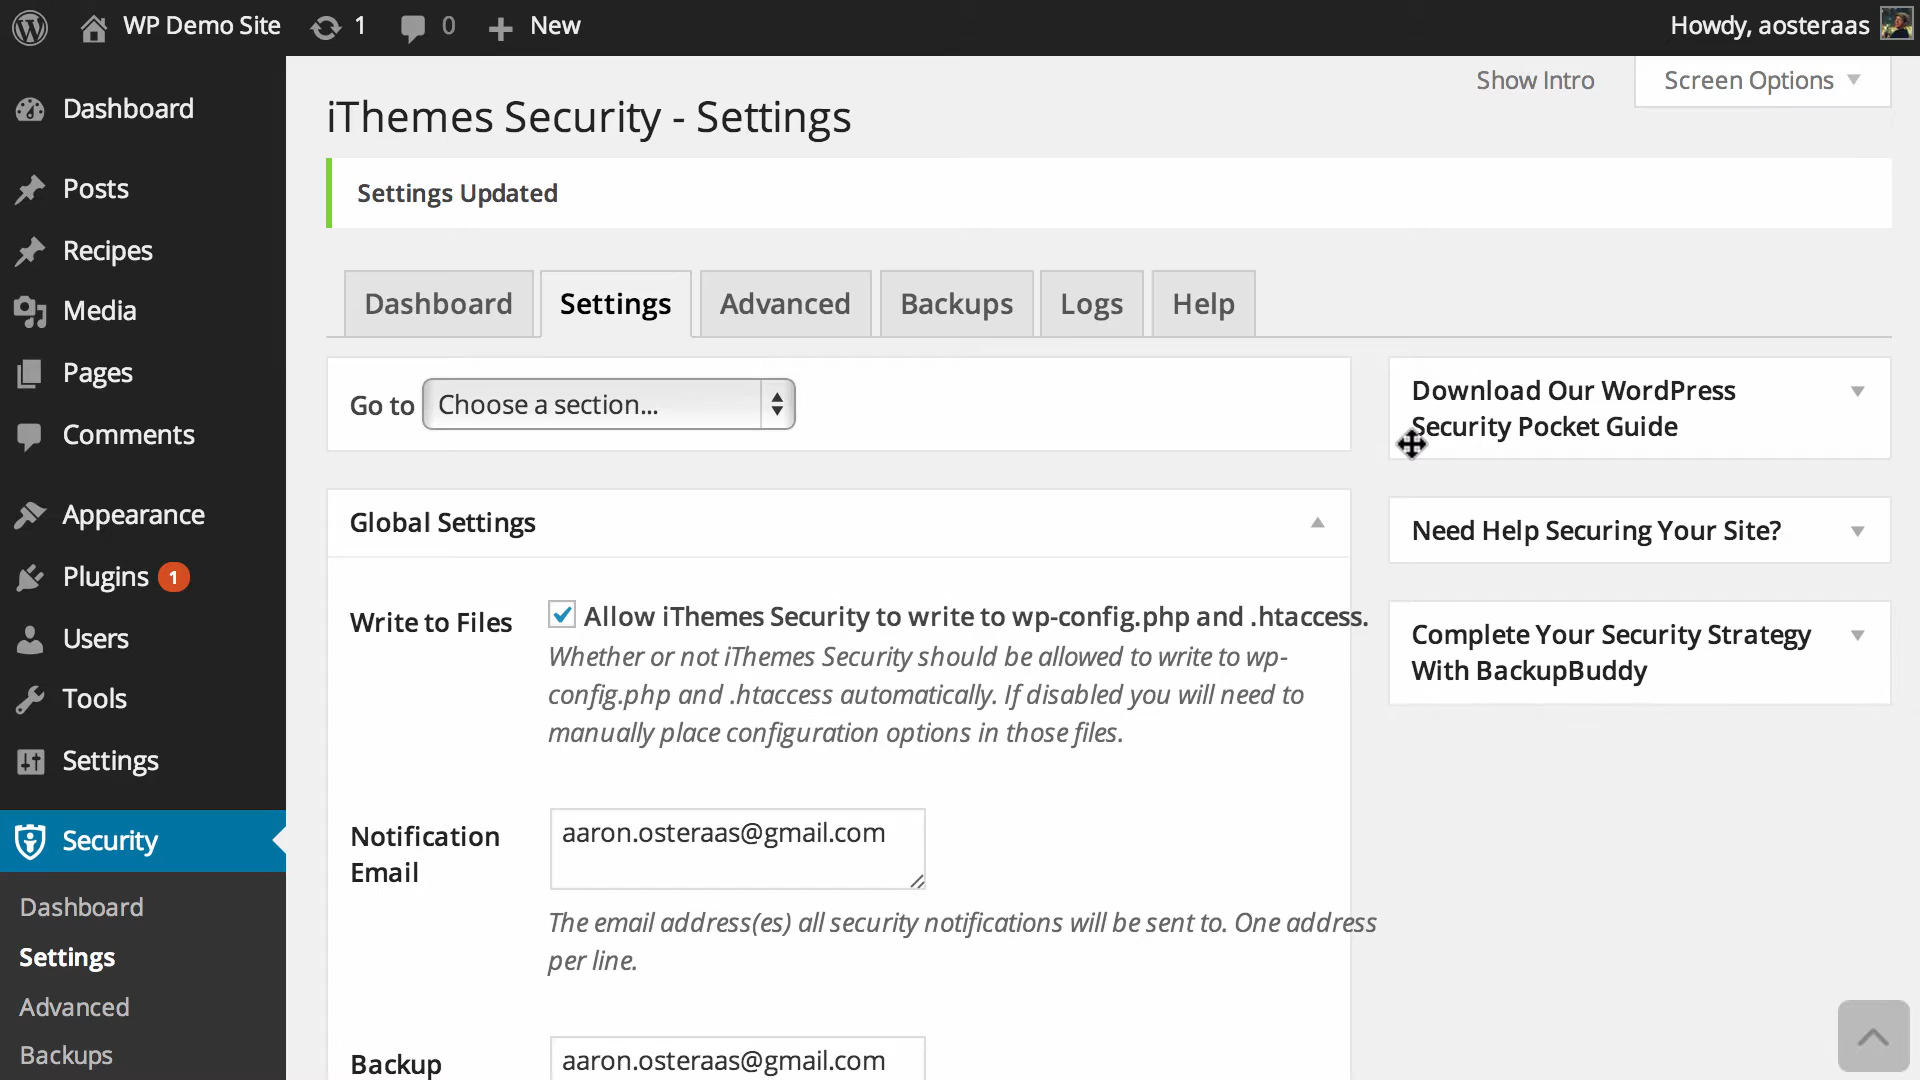 WP Demo Site
1
0
New
Howdy, aosteraas
Dashboard
Posts
Recipes
Media
Pages
Comments
Appearance
Plugins 1
Users
Tools
Settings
Security
Dashboard
Settings
Advanced
Backups
Show Intro
Screen Options
iThemes Security - Settings
Settings Updated
Dashboard
Settings
Advanced
Backups
Logs
Help
Go to
Choose a section...
Global Settings
Write to Files
Allow iThemes Security to write to wp-config.php and .htaccess.
Whether or not iThemes Security should be allowed to write to wp-
config.php and .htaccess automatically. If disabled you will need to
manually place configuration options in those files.
Notification
Email
aaron.osteraas@gmail.com
The email address(es) all security notifications will be sent to. One address
per line.
Backup
aaron.osteraas@gmail.com
Download Our WordPress
Security Pocket Guide
Need Help Securing Your Site?
Complete Your Security Strategy
With BackupBuddy